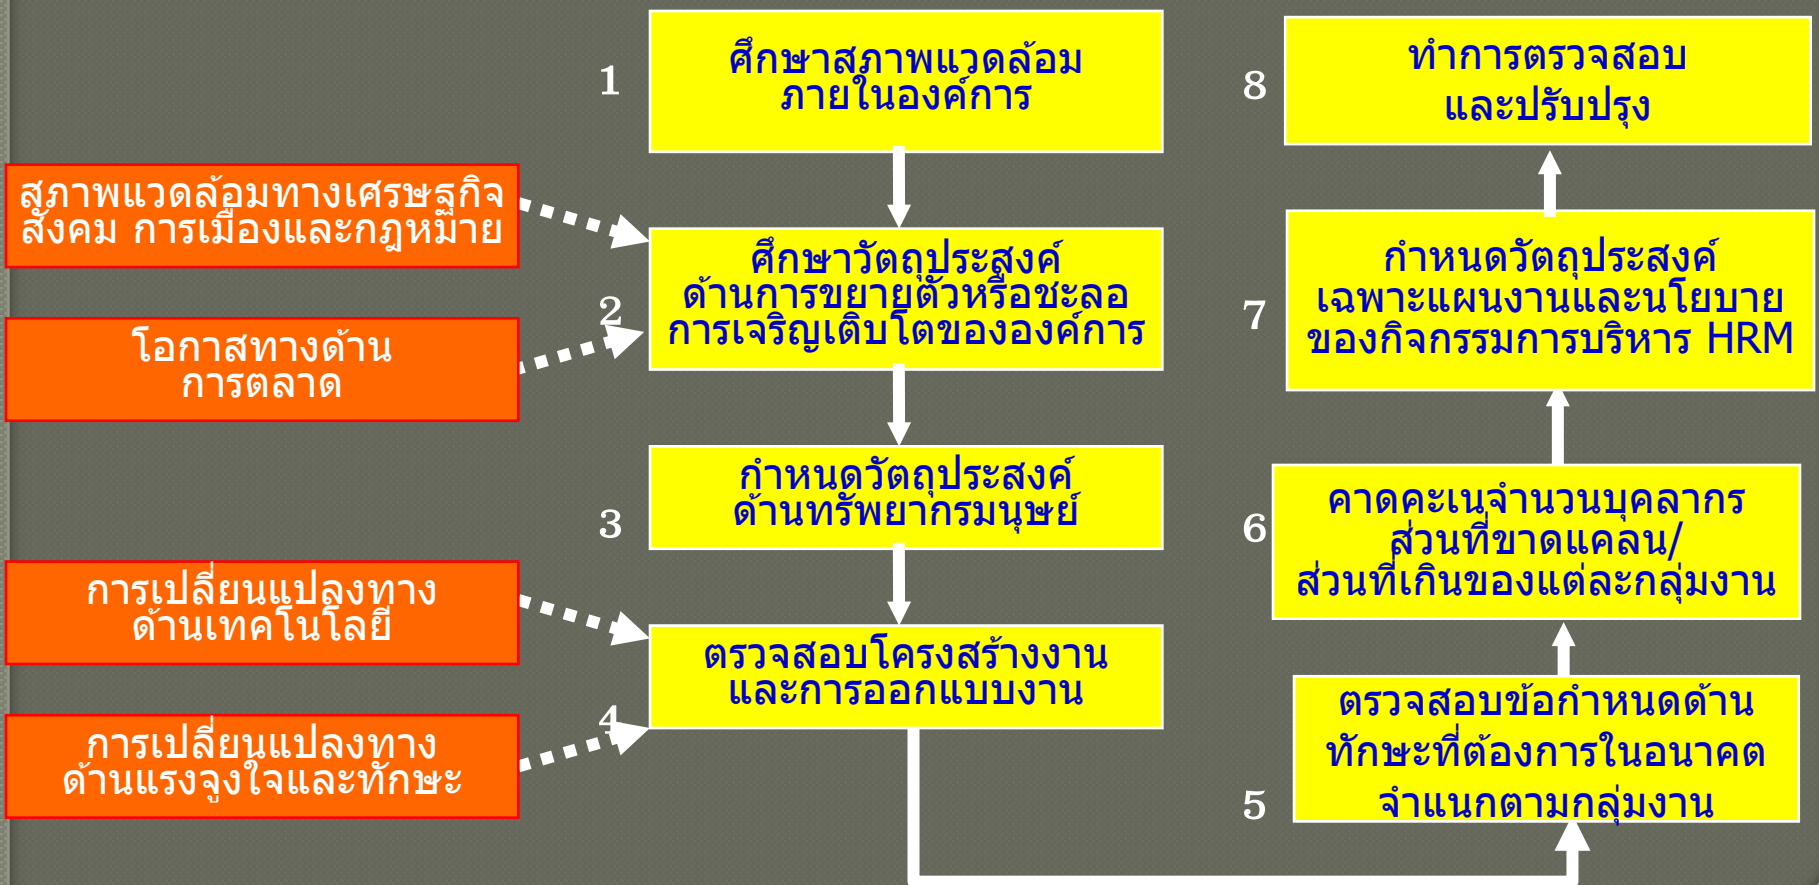 1
ศึกษาสภาพแวดล้อม
ภายในองค์การ
สภาพแวดล้อมทางเศรษฐกิจ
สังคม การเมืองและกฎหมาย
โอกาสทางด้าน
การตลาด
2
ศึกษาวัตถุประสงค์
ด้านการขยายตัวหรือชะลอ
การเจริญเติบโตขององค์การ
3
กำหนดวัตถุประสงค์
ด้านทรัพยากรมนุษย์
การเปลี่ยนแปลงทาง
ด้านเทคโนโลยี
การเปลี่ยนแปลงทาง
ด้านแรงจูงใจและทักษะ
4
ตรวจสอบโครงสร้างงาน
และการออกแบบงาน
5
ตรวจสอบข้อกำหนดด้าน
ทักษะที่ต้องการในอนาคต
จำแนกตามกลุ่มงาน
6
คาดคะเนจำนวนบุคลากร
ส่วนที่ขาดแคลน/
ส่วนที่เกินของแต่ละกลุ่มงาน
7
กำหนดวัตถุประสงค์
เฉพาะแผนงานและนโยบาย
ของกิจกรรมการบริหาร HRM
8
ทำการตรวจสอบ
และปรับปรุง